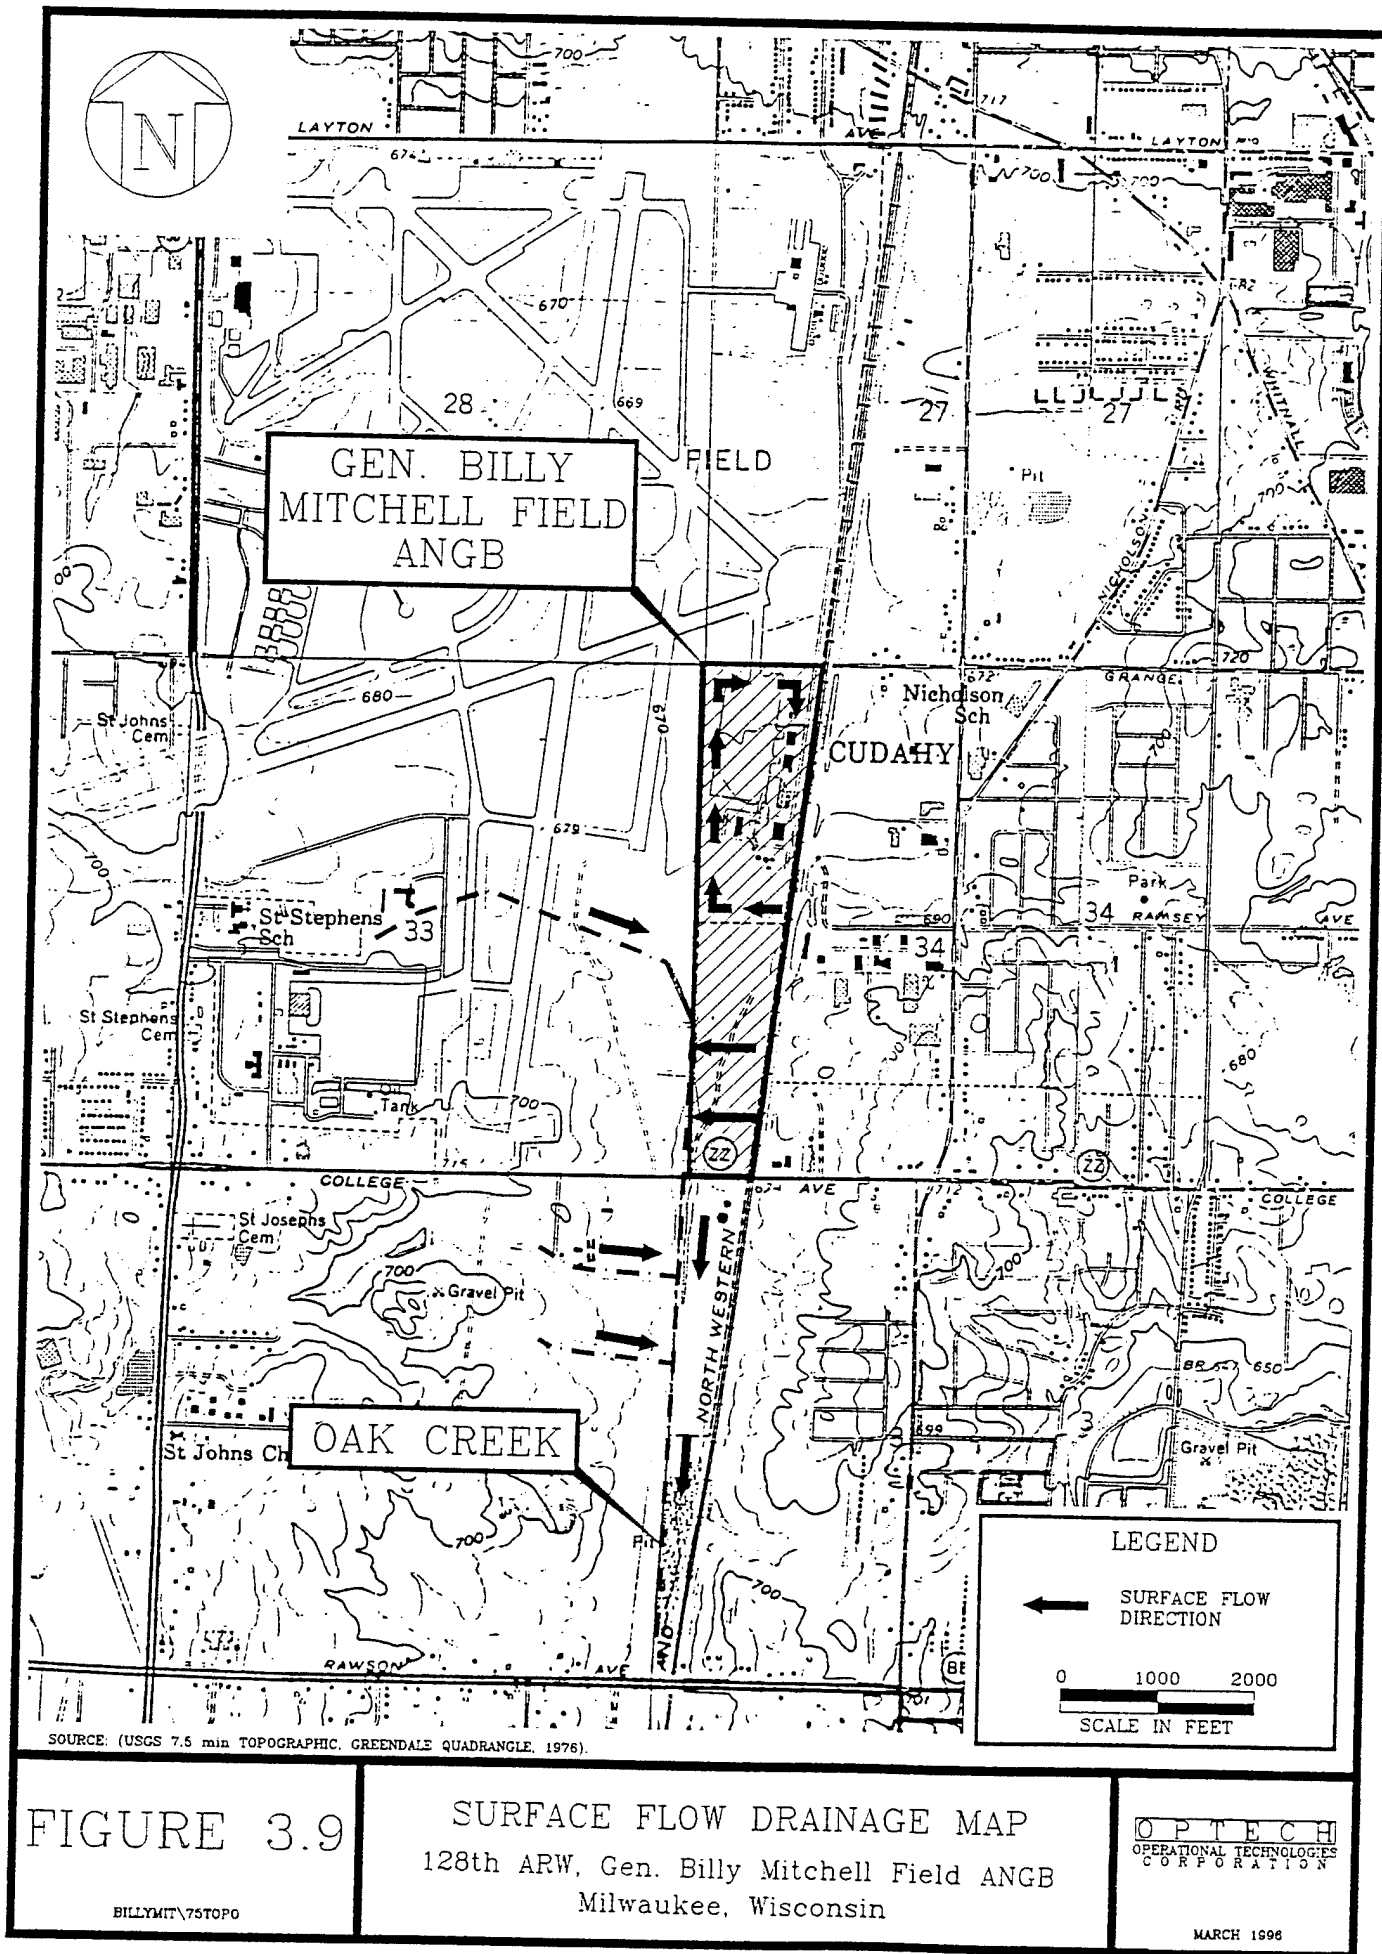 700
N
LAYTON
AVE
717
LAYTON
674
700
700
670
682
28
669
27
27
WHITNALL
GEN. BILLY
MITCHELL FIELD
ANGB
FIELD
Pit
700
NICHOLSON
720
672
GRANGE
680
670
Nicholson
Sch
St Johns
Cem
CUDAHY
700
679
700
Park
St Stephens
Sch
33
690
34
RAMSEY
AVE
34
St Stephens
Cem
700
680
Tank
700
ZZ
ZZ
715
COLLEGE
674
AVE
712
COLLEGE
St Josephs
Cem
700
Gravel Pit
700
NORTH WESTERN
650
OAK CREEK
699
3
Gravel Pit
St Johns Ch
700
Pit
700
AND
RAWSON
AVE
701
LEGEND
SURFACE FLOW
DIRECTION
0 1000 2000
SCALE IN FEET
SOURCE: (USGS 7.5 min TOPOGRAPHIC, GREENDALE QUADRANGLE, 1976).
FIGURE 3.9
BILLYMIT\75TOPO
SURFACE FLOW DRAINAGE MAP
128th ARW, Gen. Billy Mitchell Field ANGB
Milwaukee, Wisconsin
OPTECH
OPERATIONAL TECHNOLOGIES
CORPORATION
MARCH 1996